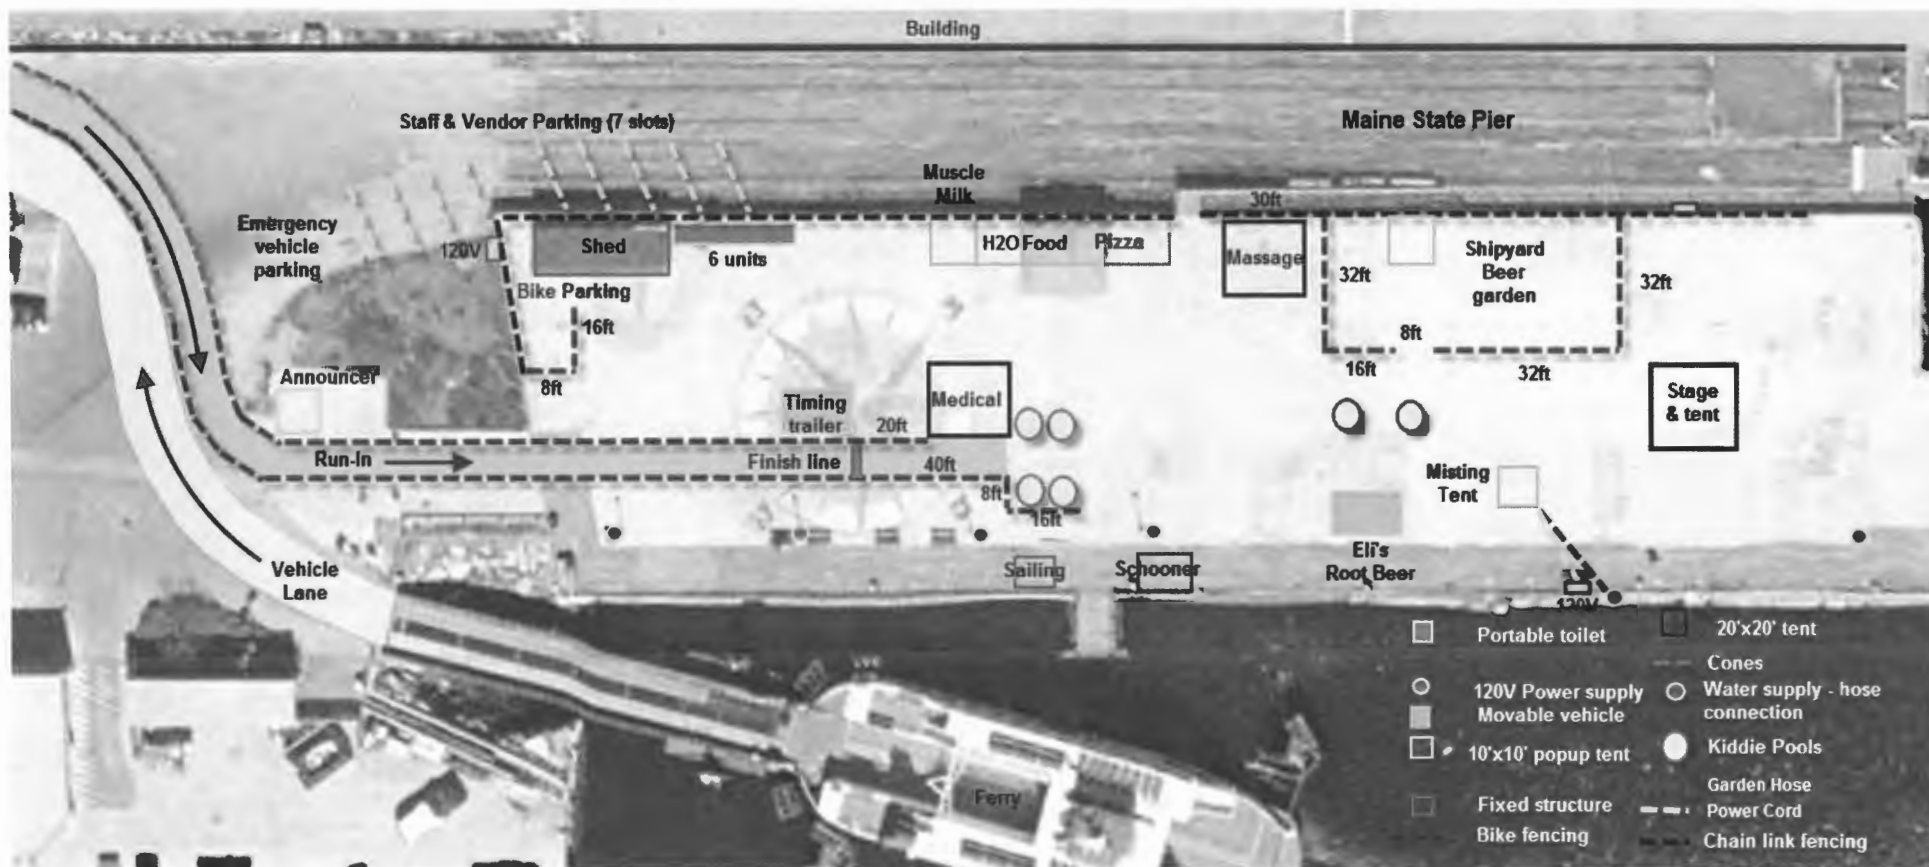 Building
Staff & Vendor Parking (7 slots)
Maine State Pier
Muscle
Milk
30ft
Emergency
vehicle
parking
120V
Shed
6 units
H2O Food
Pizza
Massage
32ft
Shipyard
Beer
garden
32ft
Bike Parking
16ft
8ft
8ft
16ft
32ft
Announcer
Timing
trailer
20ft
Medical
Stage
& tent
Run-In
Finish line
40ft
8ft
16ft
Misting
Tent
Vehicle
Lane
Sailing
Schooner
Eli's
Root Beer
120V
Ferry
Portable toilet
120V Power supply
Movable vehicle
10'x10' popup tent
Fixed structure
Bike fencing
20'x20' tent
Cones
Water supply - hose
connection
Kiddie Pools
Garden Hose
Power Cord
Chain link fencing